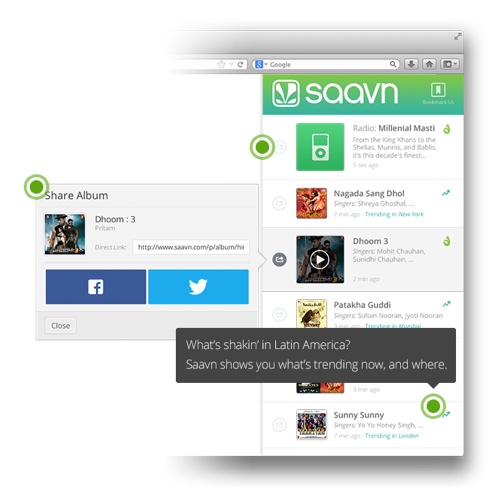 Google
saavn
Bookmark Us
Radio: Millenial Masti
From the King Khans to the
Shellas, Munnis, and Bablis,
it's this decade's finest...
5 sec ago
Nagada Sang Dhol
Singers: Shreya Ghoshal, ...
2 min ago · Trending in New York
Share Album
Dhoom : 3
Pritam
Direct Link: http://www.saavn.com/p/album/hi
Close
Dhoom 3
Singers: Mohit Chauhan,
Sunidhi Chauhan, ...
2 min ago
Patakha Guddi
Singers: Sultan Nooran, Jyoti Nooran
Trending in Mumbai
What's shakin' in Latin America?
Saavn shows you what's trending now, and where.
3 min ago
Sunny Sunny
Singers: Yo Yo Honey Singh, ...
7 min ago · Trending in London